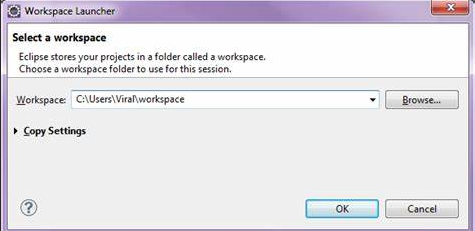 Workspace Launcher
Select a workspace
Eclipse stores your projects in a folder called a workspace.
Choose a workspace folder to use for this session.
Workspace: C:\Users\Viral\workspace Browse...
Copy Settings
? OK Cancel